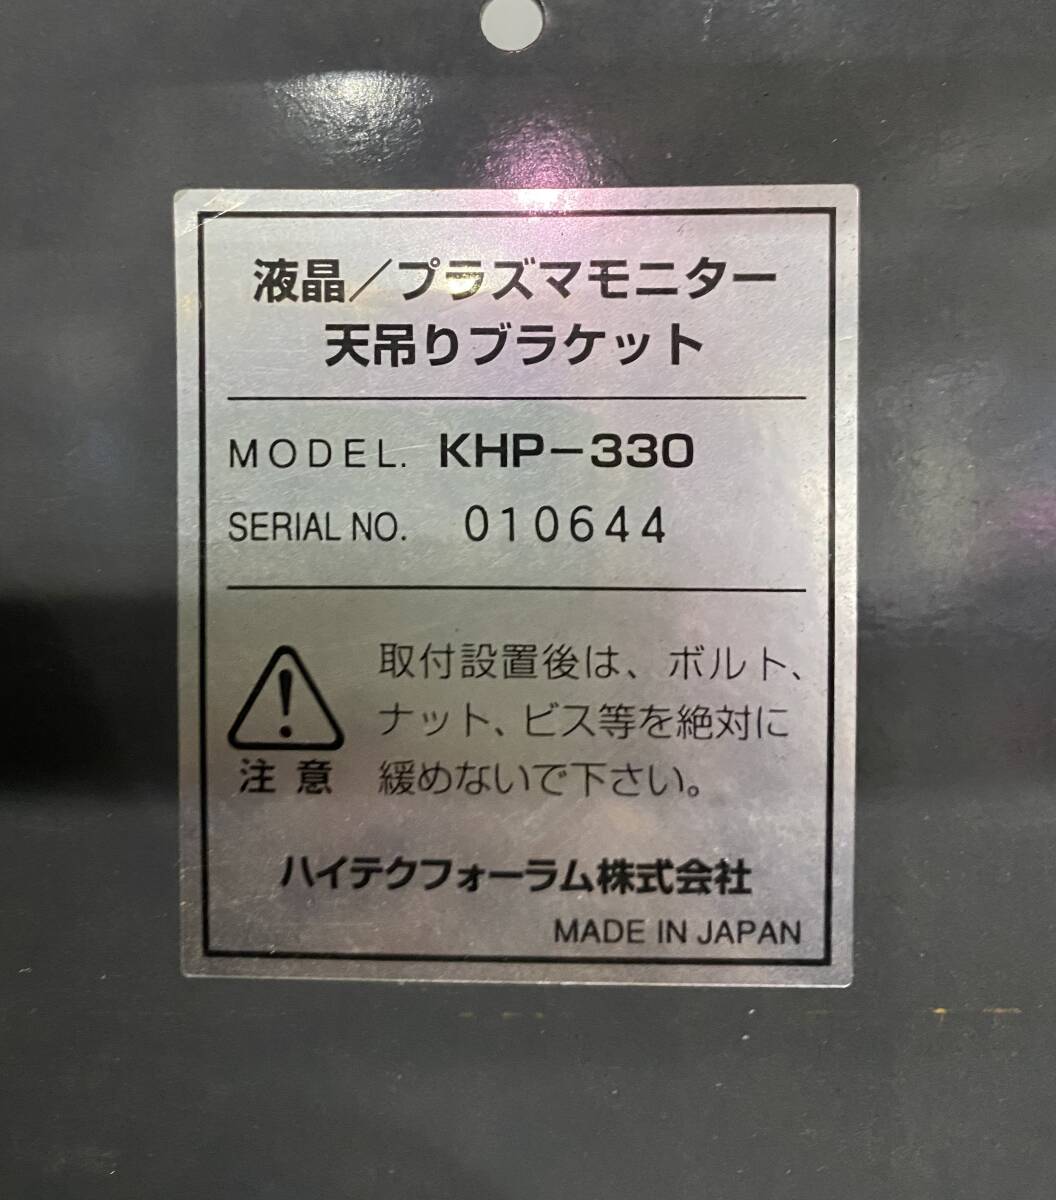 液晶／プラズマモニター
天吊りブラケット
MODEL. KHP-330
SERIAL NO. 010644
取付設置後は、ボルト、
ナット、ビス等を絶対に
注意 緩めないで下さい。
ハイテクフォーラム株式会社
MADE IN JAPAN